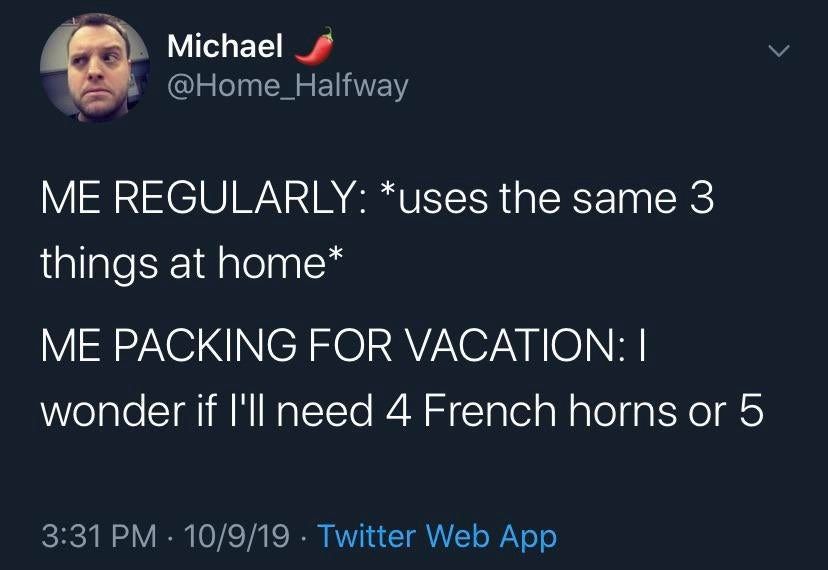 Michael 🌶
@Home_Halfway
ME REGULARLY: *uses the same 3
things at home*
ME PACKING FOR VACATION: I
wonder if I'll need 4 French horns or 5
3:31 PM · 10/9/19 · Twitter Web App